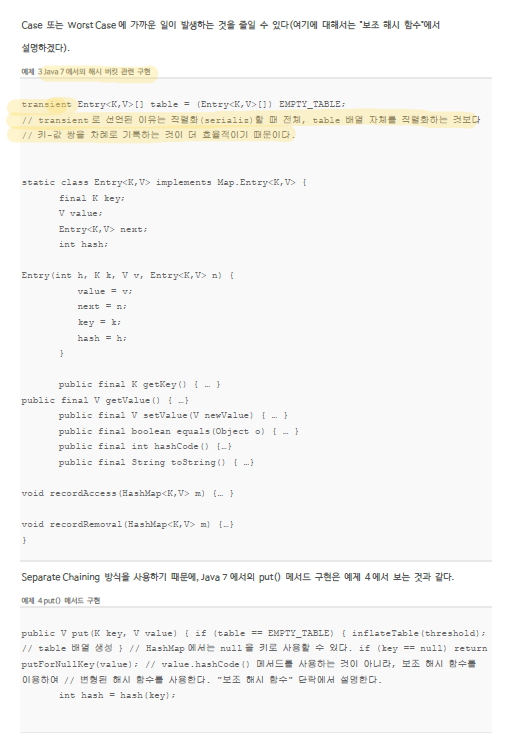 Case 또는 Worst Case 에 가까운 일이 발생하는 것을 줄일 수 있다(여기에 대해서는 "보조 해시 함수"에서
설명하겠다).
예제 3 Java 7 에서의 해시 버킷 관련 구현
transient Entry<K,V>[] table = (Entry<K,V>[]) EMPTY_TABLE;
// transient 로 선언된 이유는 직렬화(serializ)할 때 전체, table 배열 자체를 직렬화하는 것보다
// 키-값 쌍을 차례로 기록하는 것이 더 효율적이기 때문이다.
static class Entry<K,V> implements Map.Entry<K,V> {
final K key;
V value;
Entry<K,V> next;
int hash;
Entry(int h, K k, V v, Entry<K,V> n) {
value = v;
next = n;
key = k;
hash = h;
}
public final K getKey() { … }
public final V getValue() { …}
public final V setValue(V newValue) { … }
public final boolean equals(Object o) { … }
public final int hashCode() {…}
public final String toString() { …}
void recordAccess(HashMap<K,V> m) {… }
void recordRemoval(HashMap<K,V> m) {…}
}
Separate Chaining 방식을 사용하기 때문에, Java 7 에서의 put() 메서드 구현은 예제 4 에서 보는 것과 같다.
예제 4 put() 메서드 구현
public V put(K key, V value) { if (table == EMPTY_TABLE) { inflateTable(threshold);
// table 배열 생성 } // HashMap 에서는 null 을 키로 사용할 수 있다. if (key == null) return
putForNullKey(value); // value.hashCode() 메서드를 사용하는 것이 아니라, 보조 해시 함수를
이용하여 // 변형된 해시 함수를 사용한다. "보조 해시 함수" 단락에서 설명한다.
int hash = hash(key);